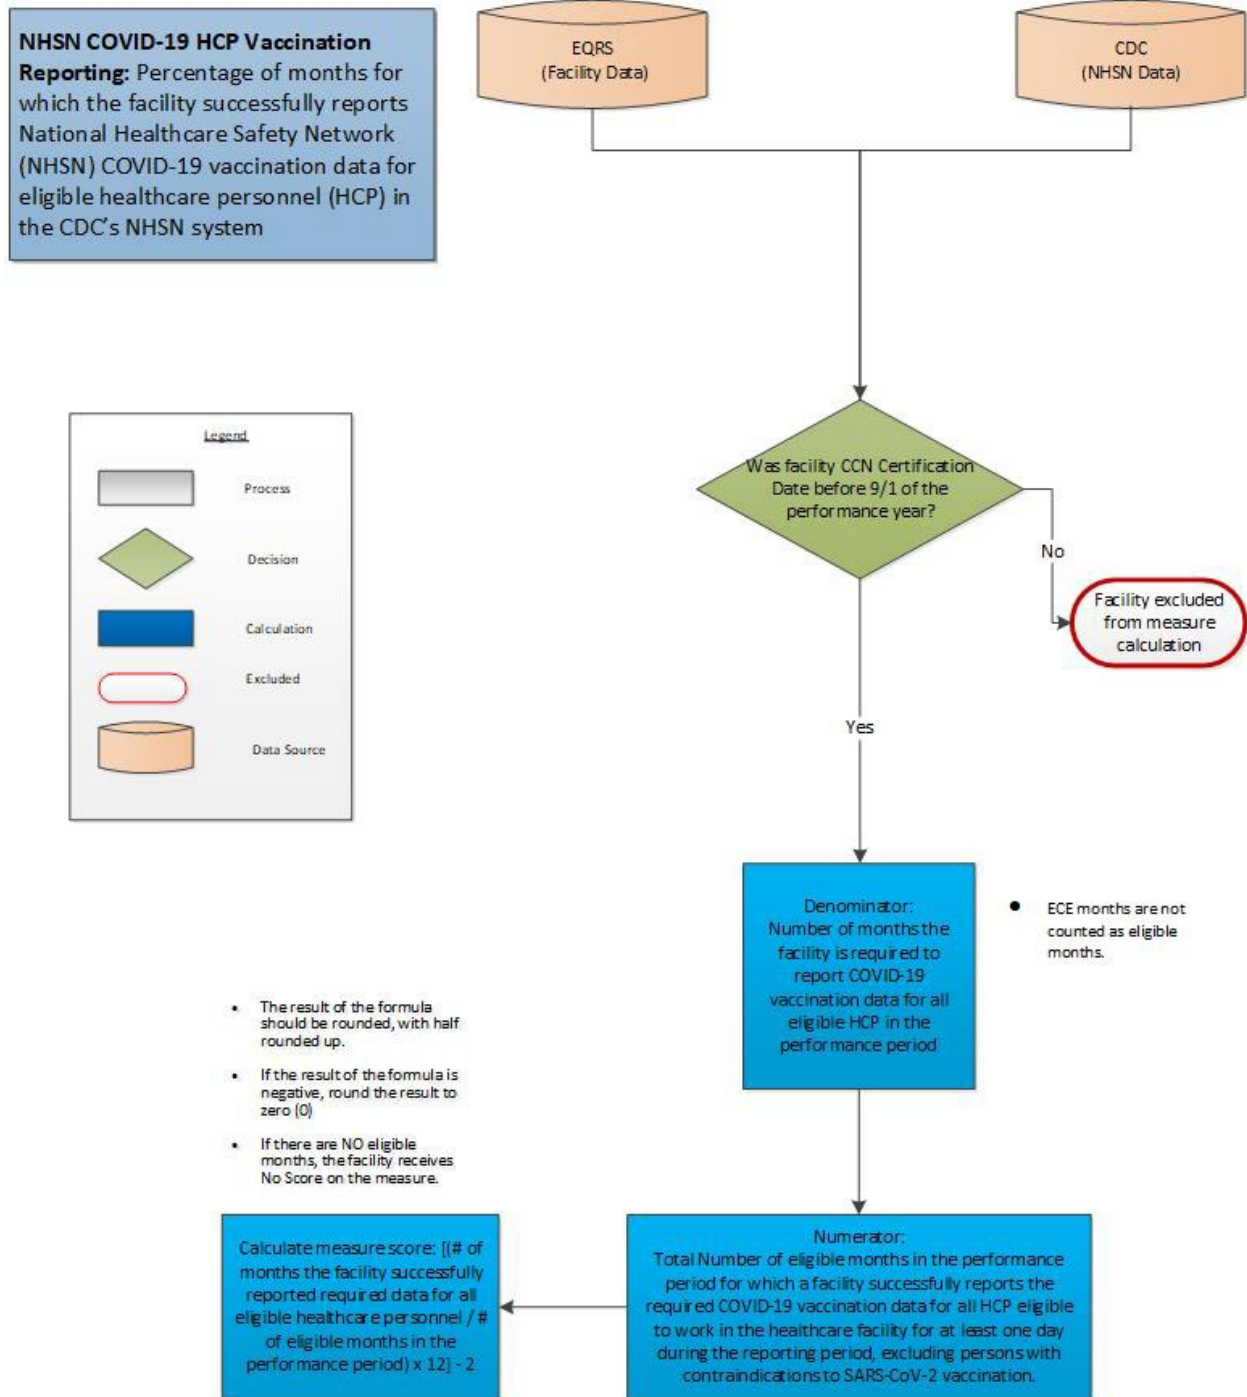 NHSN COVID-19 HCP Vaccination
Reporting: Percentage of months for
which the facility successfully reports
National Healthcare Safety Network
(NHSN) COVID-19 vaccination data for
eligible healthcare personnel (HCP) in
the CDC's NHSN system
EQRS
(Facility Data)
CDC
(NHSN Data)
Legend
Process
Decision
Calculation
Excluded
Data Source
Was facility CCN Certification
Date before 9/1 of the
performance year?
No
Facility excluded
from measure
calculation
Yes
Denominator:
Number of months the
facility is required to
report COVID-19
vaccination data for all
eligible HCP in the
performance period
• ECE months are not
counted as eligible
months.
• The result of the formula
should be rounded, with half
rounded up.
• If the result of the formula is
negative, round the result to
zero (0)
• If there are NO eligible
months, the facility receives
No Score on the measure.
Numerator:
Total Number of eligible months in the performance
period for which a facility successfully reports the
required COVID-19 vaccination data for all HCP eligible
to work in the healthcare facility for at least one day
during the reporting period, excluding persons with
contraindications to SARS-CoV-2 vaccination.
Calculate measure score: [(# of
months the facility successfully
reported required data for all
eligible healthcare personnel / #
of eligible months in the
performance period) x 12] - 2